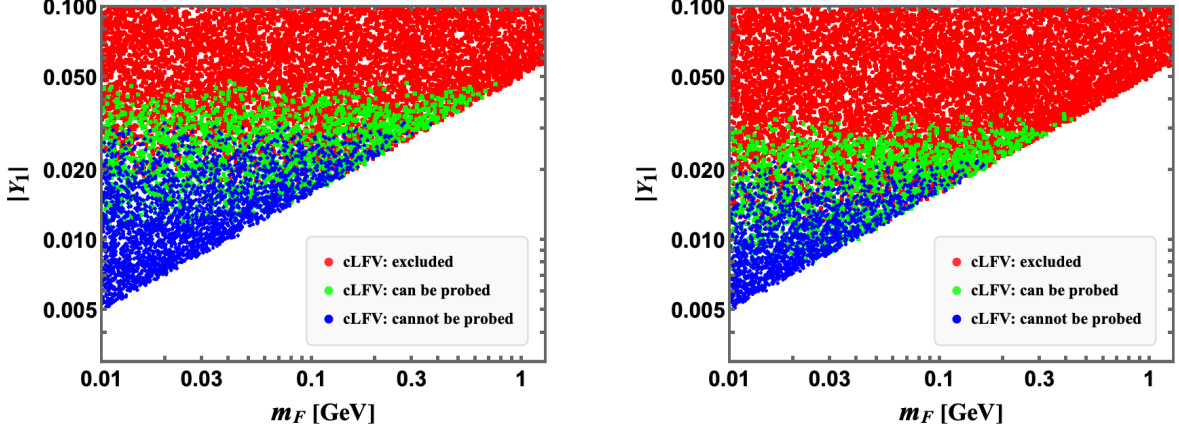 0.100
0.050
0.020
0.010
0.005
|Y1|
cLFV: excluded
cLFV: can be probed
cLFV: cannot be probed
0.01 0.03 0.1 0.3 1
mF [GeV]
0.100
0.050
0.020
0.010
0.005
|Y1|
cLFV: excluded
cLFV: can be probed
cLFV: cannot be probed
0.01 0.03 0.1 0.3 1
mF [GeV]